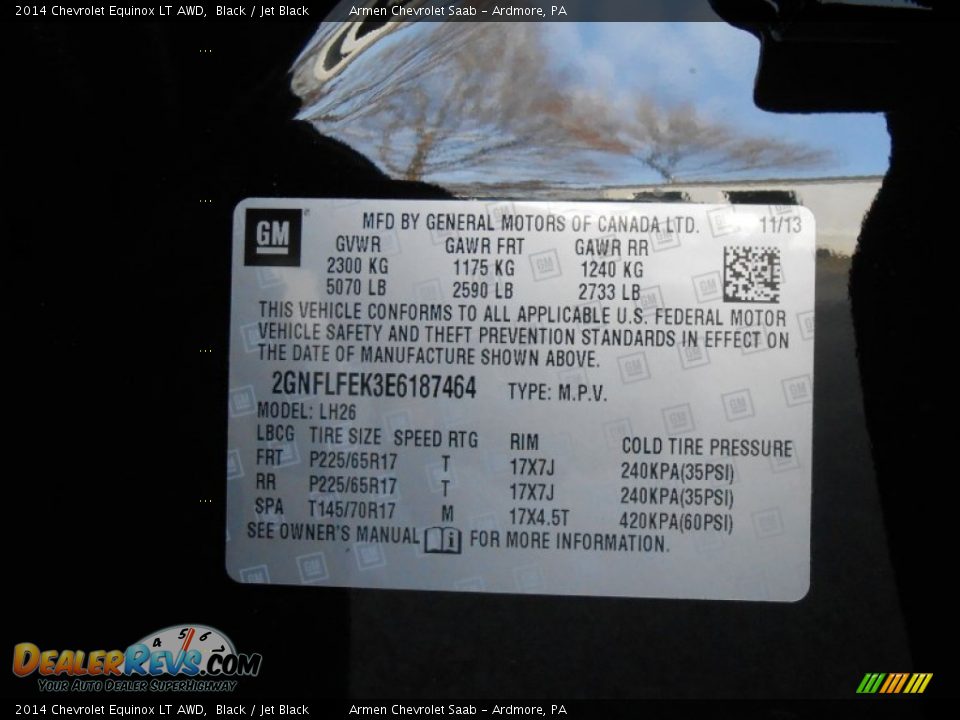 2014 Chevrolet Equinox LT AWD, Black / Jet Black Armen Chevrolet Saab - Ardmore, PA
GM MFD BY GENERAL MOTORS OF CANADA LTD. 11/13
GVWR GAWR FRT GAWR RR
2300 KG 1175 KG 1240 KG
5070 LB 2590 LB 2733 LB
THIS VEHICLE CONFORMS TO ALL APPLICABLE U.S. FEDERAL MOTOR
VEHICLE SAFETY AND THEFT PREVENTION STANDARDS IN EFFECT ON
THE DATE OF MANUFACTURE SHOWN ABOVE.
2GNFLFEK3E6187464 TYPE: M.P.V.
MODEL: LH26
LBCG TIRE SIZE SPEED RTG RIM COLD TIRE PRESSURE
FRT P225/65R17 T 17X7J 240KPA(35PSI)
RR P225/65R17 T 17X7J 240KPA(35PSI)
SPA T145/70R17 M 17X4.5T 420KPA(60PSI)
SEE OWNER'S MANUAL i FOR MORE INFORMATION.
4 5 6
DEALERREVS.COM
Your Auto Dealer SuperHighway
2014 Chevrolet Equinox LT AWD, Black / Jet Black Armen Chevrolet Saab - Ardmore, PA